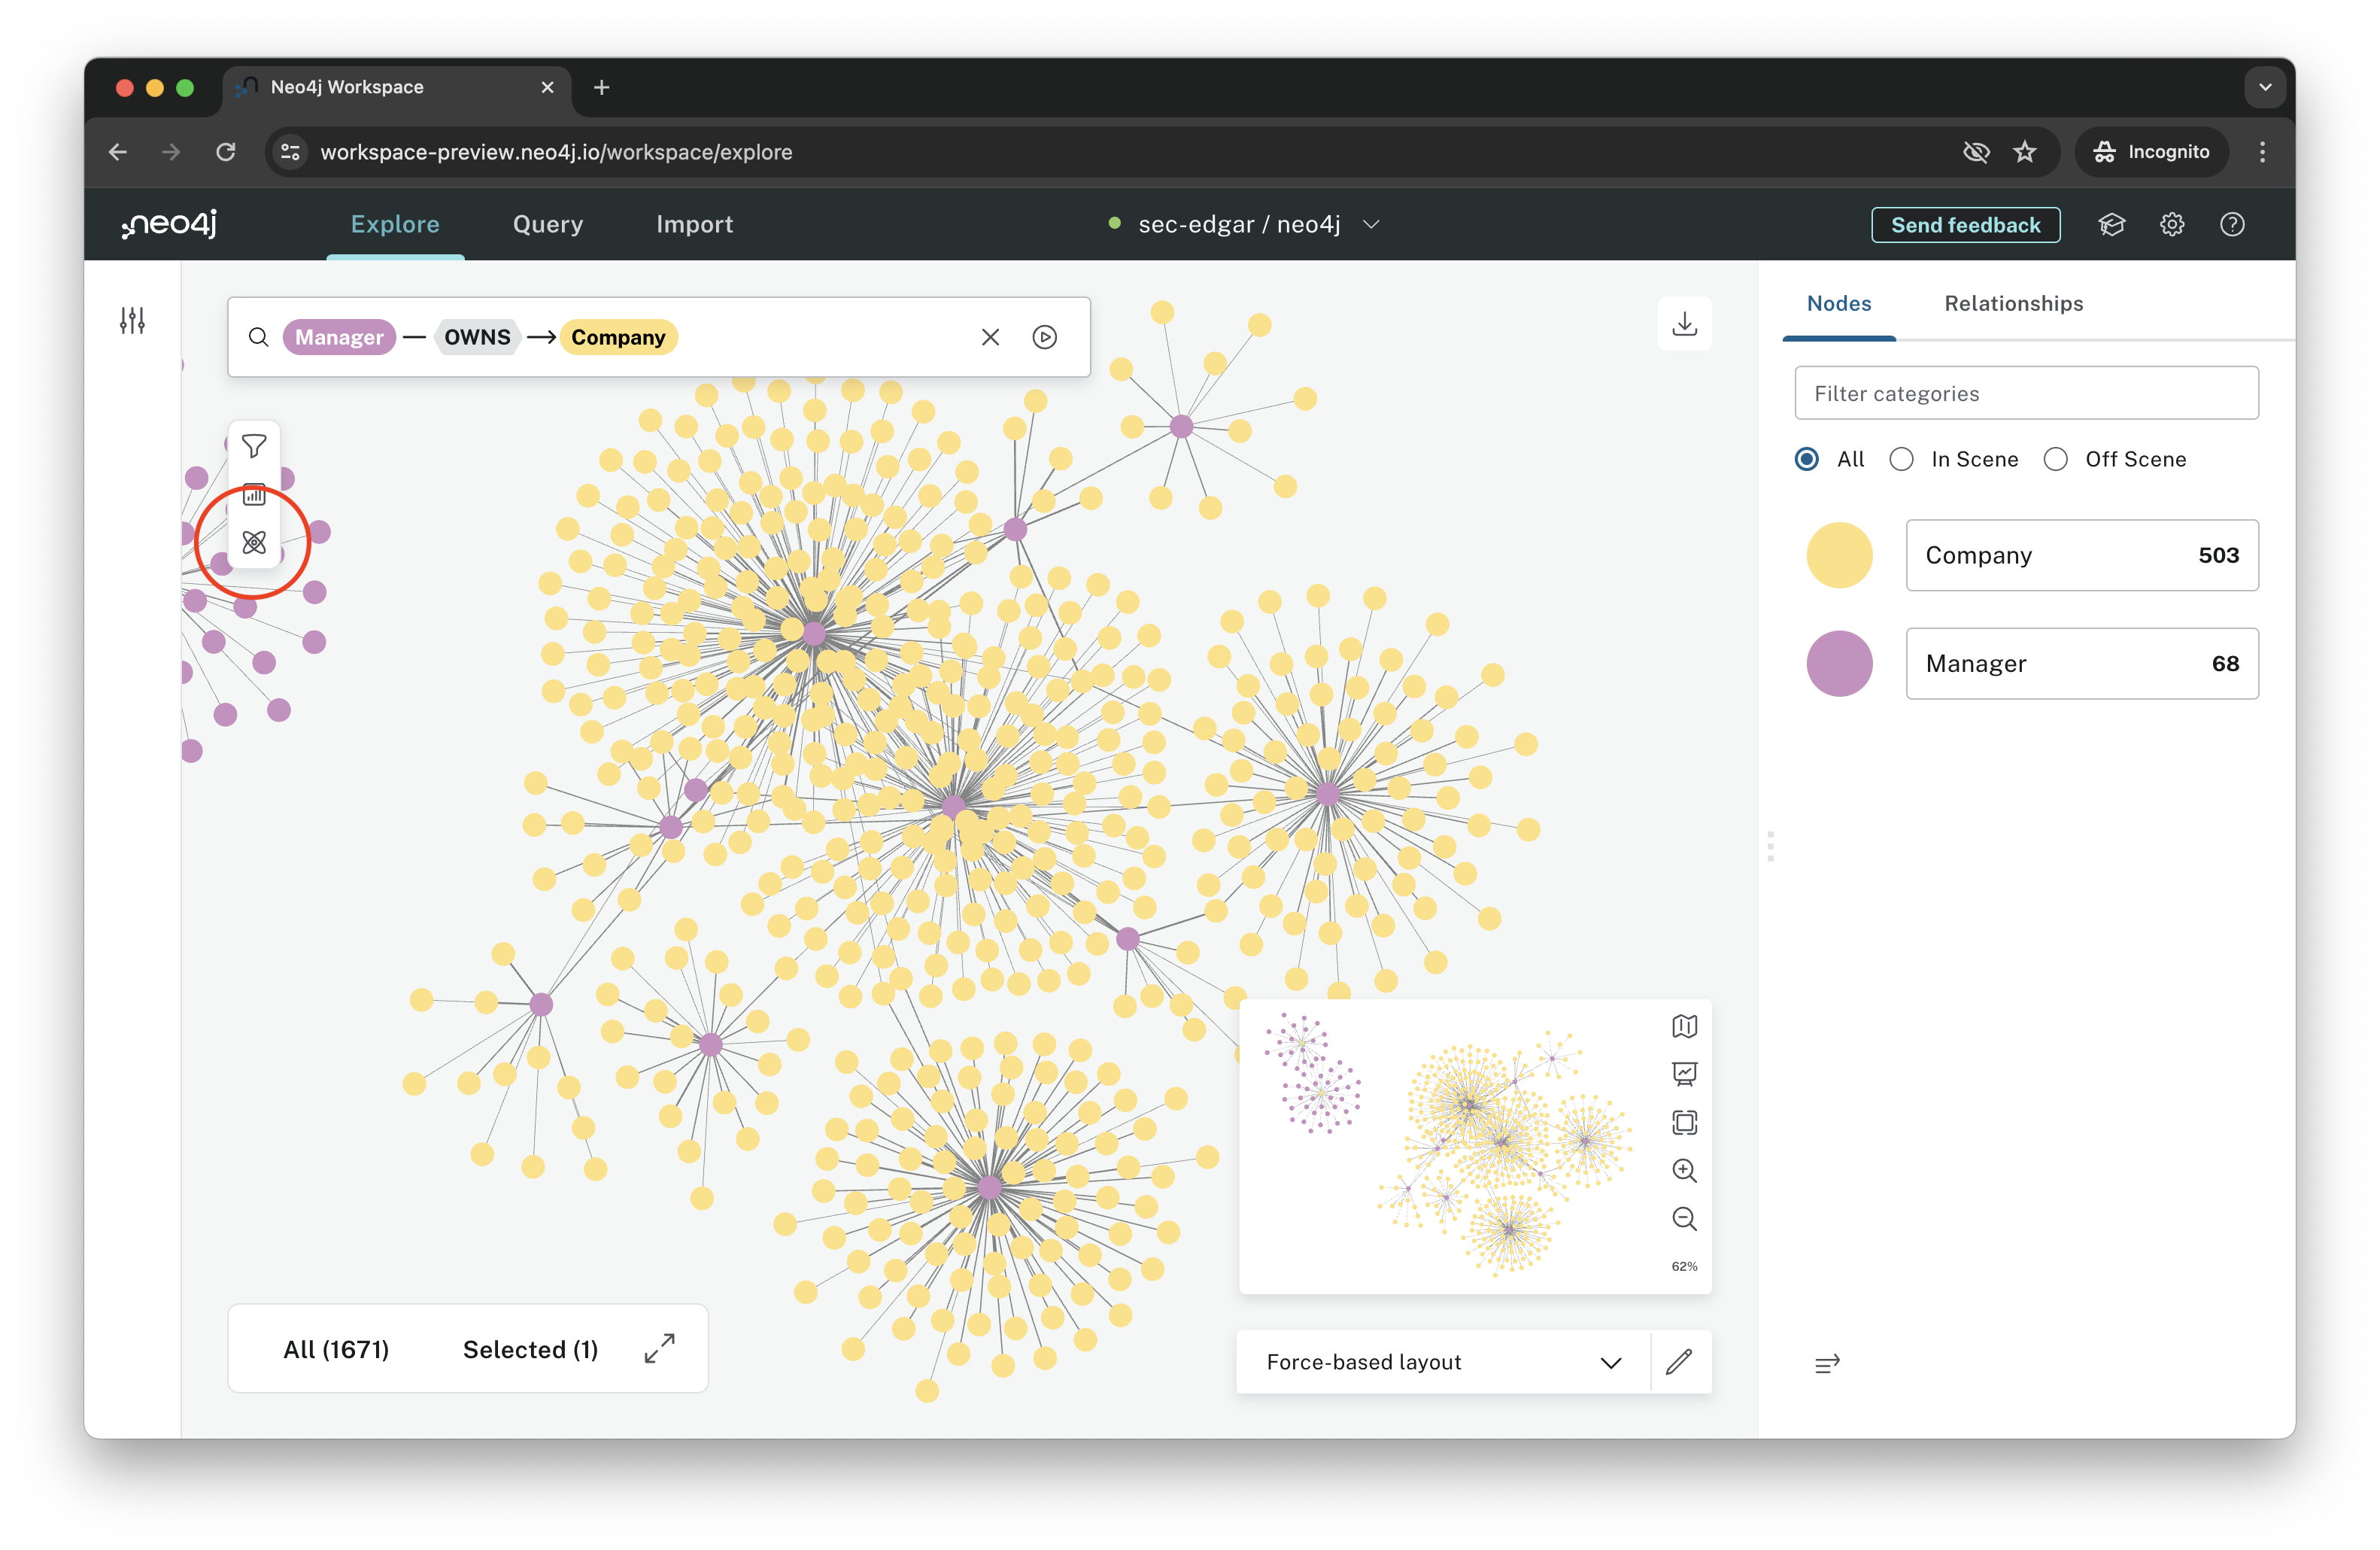 Neo4j Workspace
workspace-preview.neo4j.io/workspace/explore
Incognito
neo4j
Explore
Query
Import
sec-edgar / neo4j
Send feedback
Manager
OWNS
Company
Nodes
Relationships
Filter categories
All
In Scene
Off Scene
Company 503
Manager 68
62%
All (1671)
Selected (1)
Force-based layout